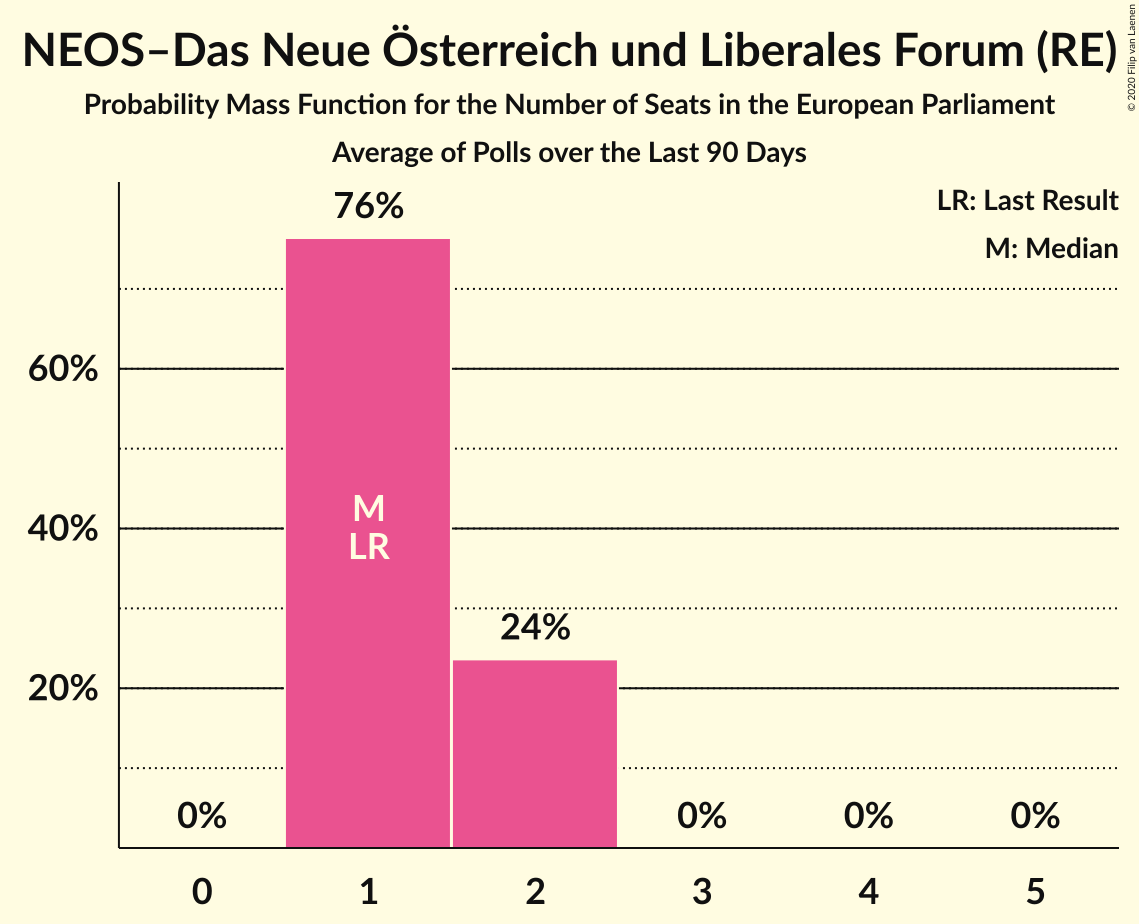 NEOS–Das Neue Österreich und Liberales Forum (RE)
Probability Mass Function for the Number of Seats in the European Parliament
Average of Polls over the Last 90 Days
© 2020 Filip van Laenen
LR: Last Result
M: Median
76%
60%
M
40%
LR
24%
20%
0%
0%
0%
0%
0 1 2 3 4 5